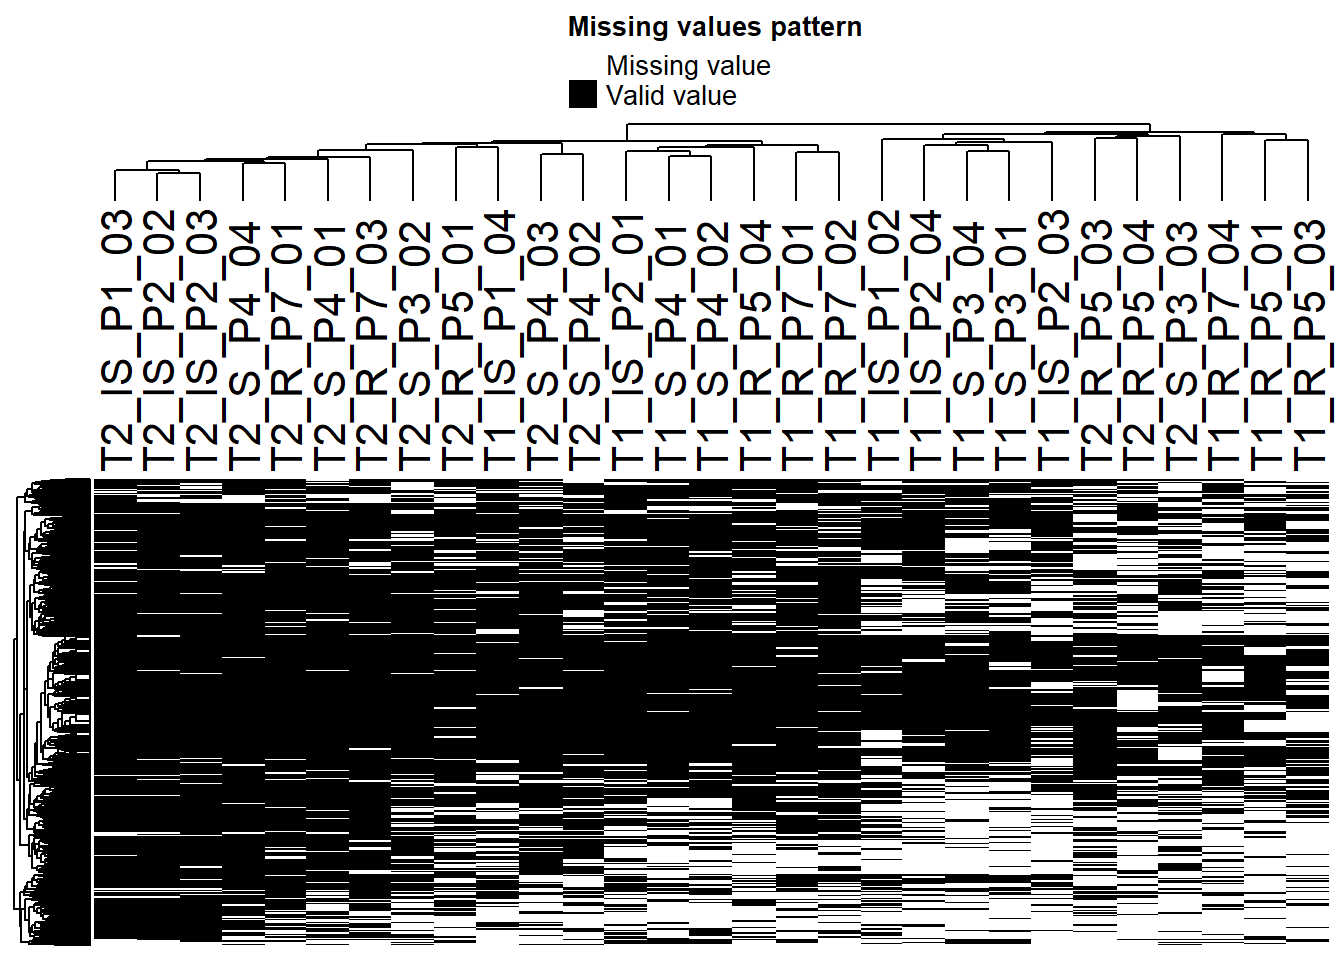 Missing values pattern
Missing value
Valid value
T2_IS_P1_03
T2_IS_P2_02
T2_IS_P2_03
T2_S_P4_04
T2_R_P7_01
T2_S_P4_01
T2_R_P7_03
T2_S_P3_02
T2_R_P5_01
T1_IS_P1_04
T2_S_P4_03
T2_S_P4_02
T1_IS_P2_01
T1_S_P4_01
T1_S_P4_02
T1_R_P5_04
T1_R_P7_01
T1_R_P7_02
T1_IS_P1_02
T1_IS_P2_04
T1_S_P3_04
T1_S_P3_01
T1_IS_P2_03
T2_R_P5_03
T2_R_P5_04
T2_S_P3_03
T1_R_P7_04
T1_R_P5_01
T1_R_P5_03